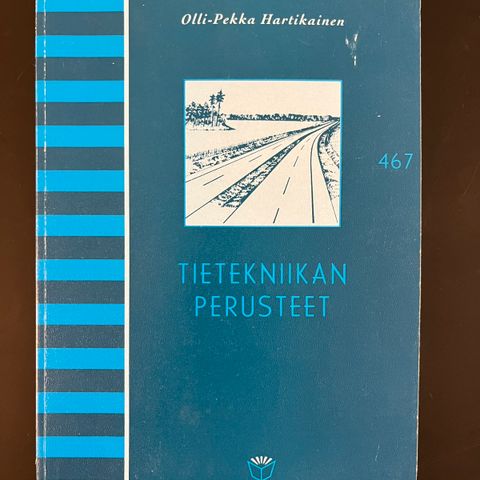 Olli-Pekka Hartikainen
467
TIETEKNIIKAN
PERUSTEET